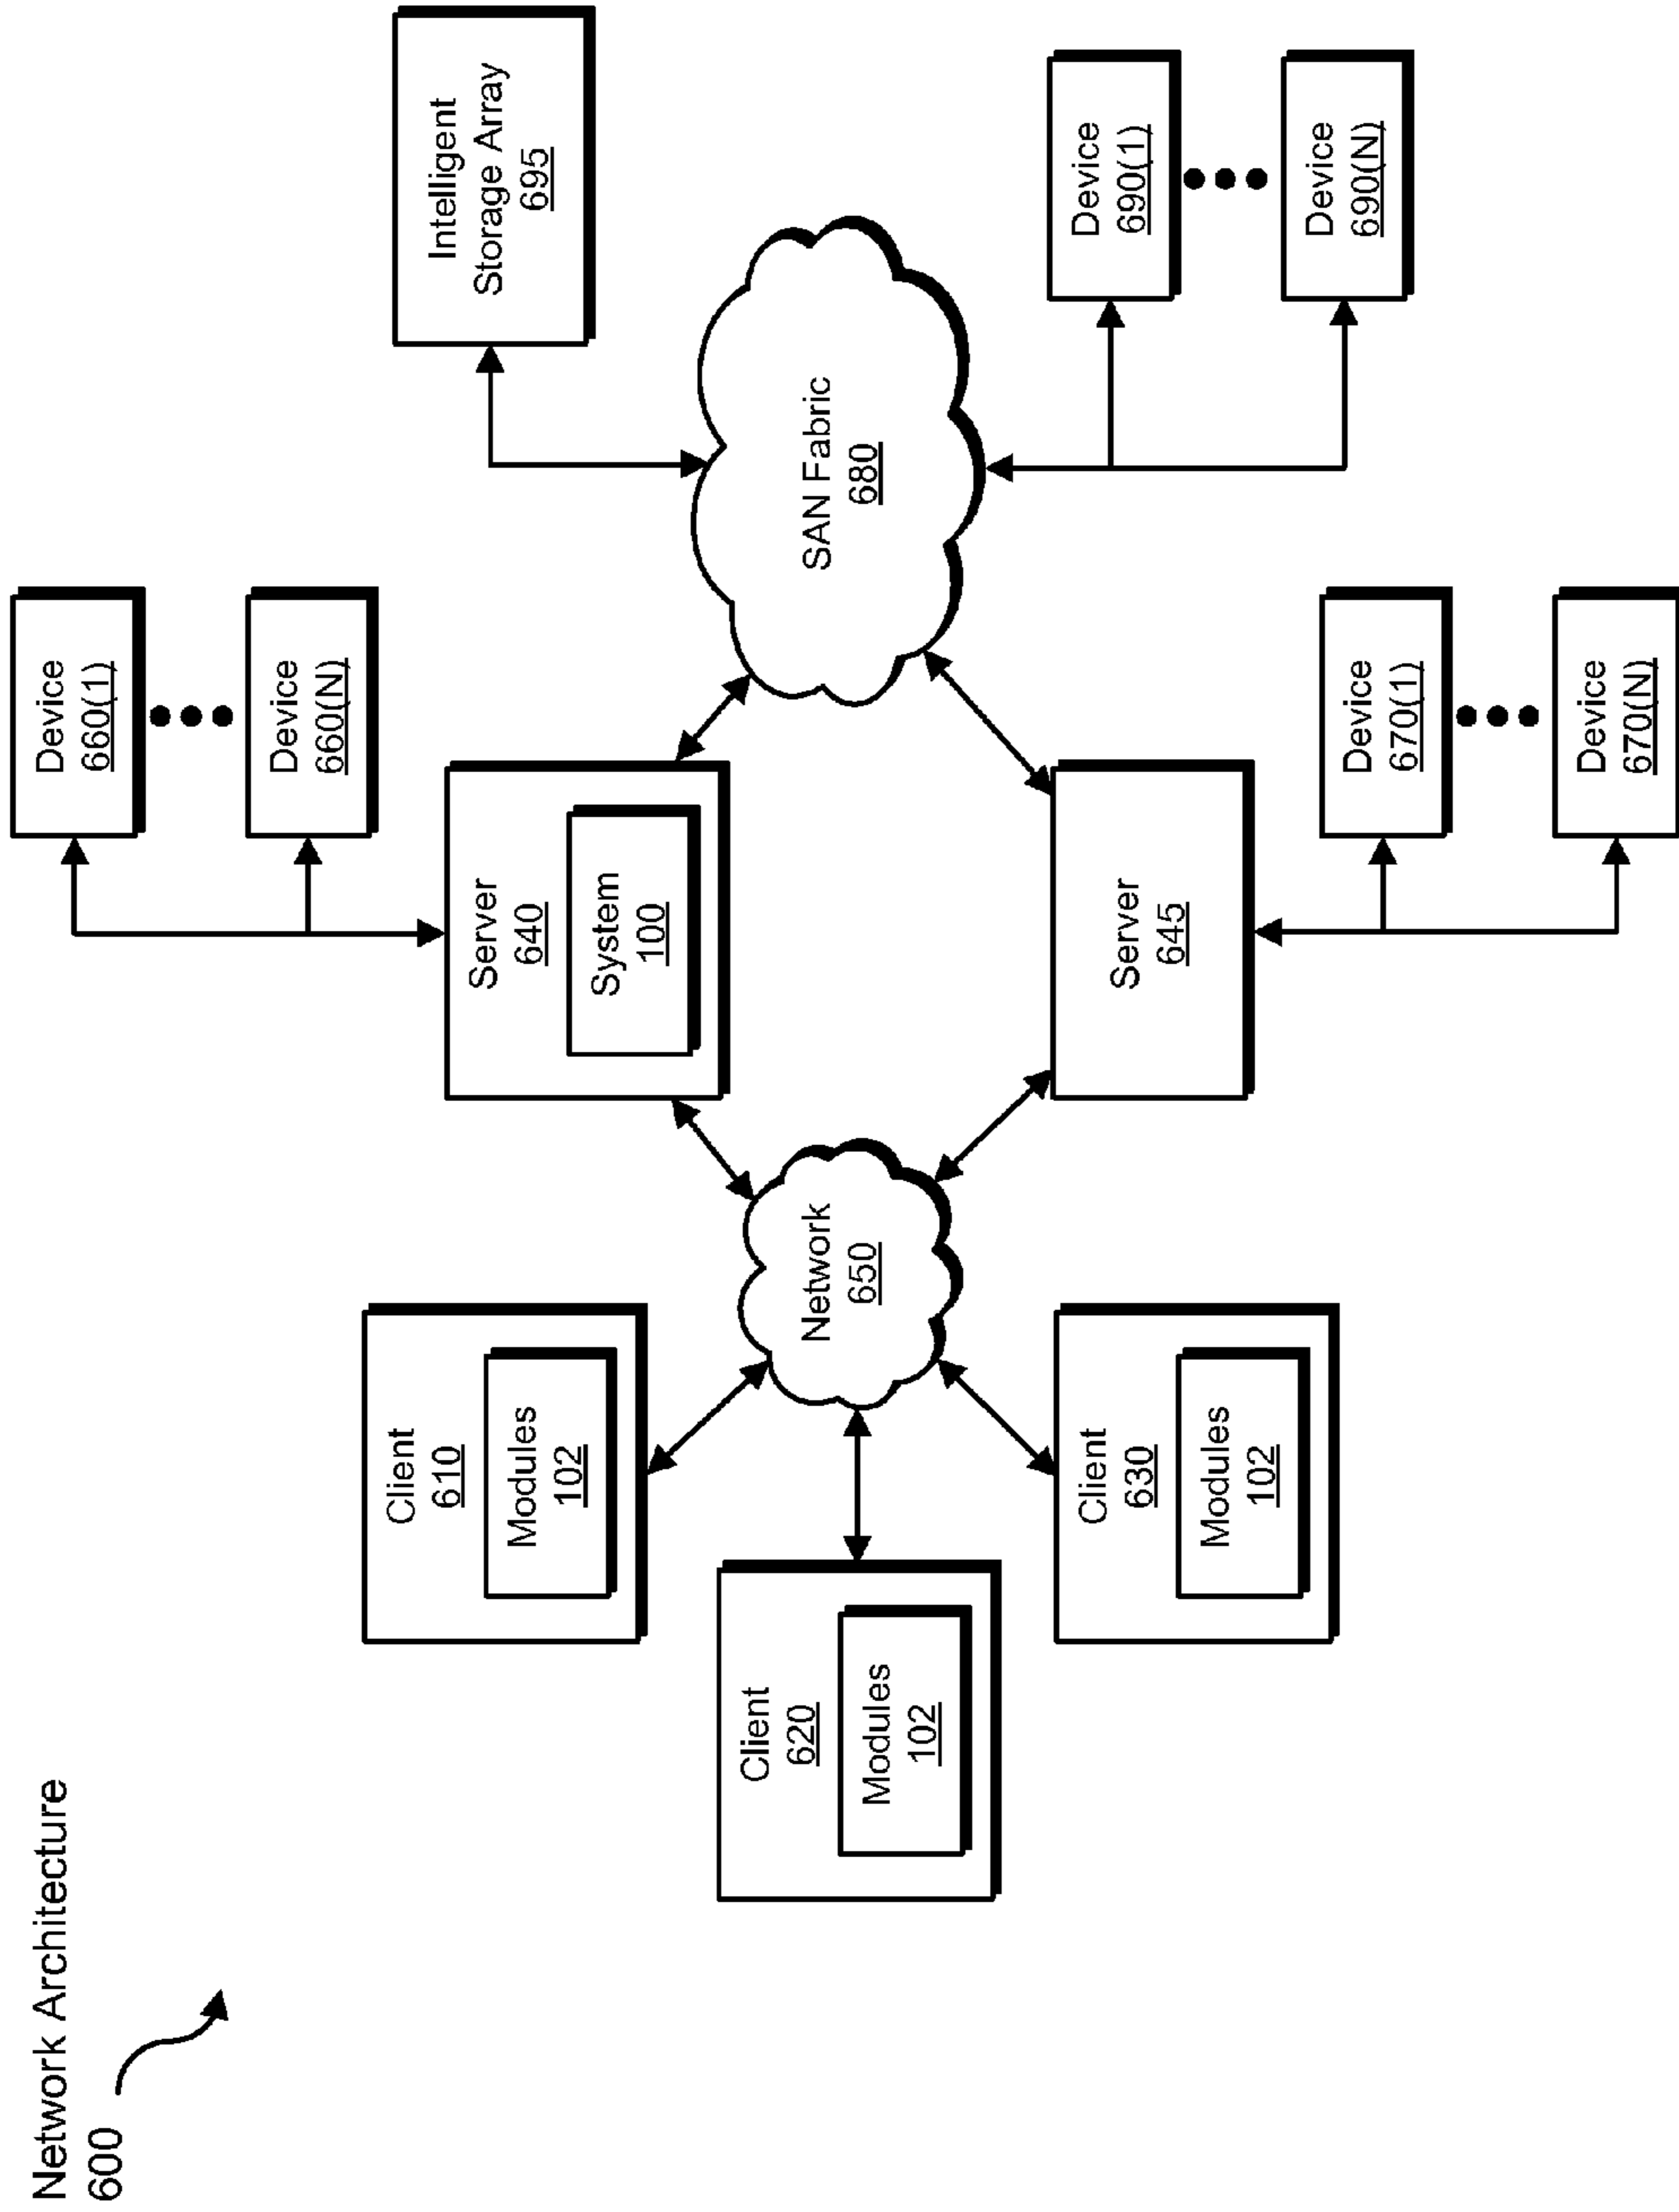 Network Architecture
600
Client
610
Modules
102
Client
620
Modules
102
Client
630
Modules
102
Network
650
Server
640
System
100
Server
645
Device
660(1)
Device
660(N)
Device
670(1)
Device
670(N)
SAN Fabric
680
Intelligent
Storage Array
695
Device
690(1)
Device
690(N)